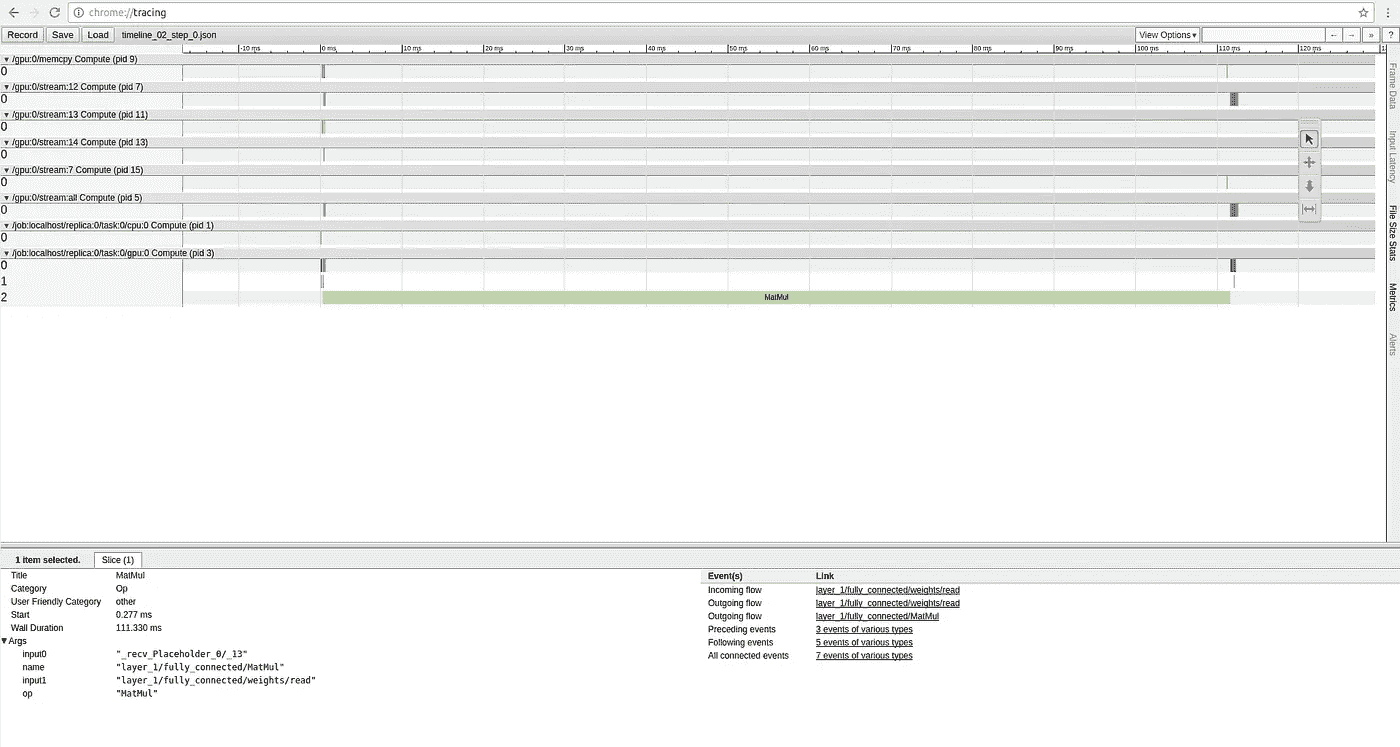 chrome://tracing
Record Save Load timeline_02_step_0.json View Options▾ ← → » ?
-10 ms 0 ms 10 ms 20 ms 30 ms 40 ms 50 ms 60 ms 70 ms 80 ms 90 ms 100 ms 110 ms 120 ms
▼ /gpu:0/memcpy Compute (pid 9)
0
▼ /gpu:0/stream:12 Compute (pid 7)
0
▼ /gpu:0/stream:13 Compute (pid 11)
0
▼ /gpu:0/stream:14 Compute (pid 13)
0
▼ /gpu:0/stream:7 Compute (pid 15)
0
▼ /gpu:0/stream:all Compute (pid 5)
0
▼ /job:localhost/replica:0/task:0/cpu:0 Compute (pid 1)
0
▼ /job:localhost/replica:0/task:0/gpu:0 Compute (pid 3)
0
1
2 MatMul
Frame Data
Input Latency
File Size Stats
Metrics
Alerts
1 item selected. Slice (1)
Title MatMul
Category Op
User Friendly Category other
Start 0.277 ms
Wall Duration 111.330 ms
▼Args
input0 "_recv_Placeholder_0/_13"
name "layer_1/fully_connected/MatMul"
input1 "layer_1/fully_connected/weights/read"
op "MatMul"
Event(s) Link
Incoming flow layer_1/fully_connected/weights/read
Outgoing flow layer_1/fully_connected/weights/read
Outgoing flow layer_1/fully_connected/MatMul
Preceding events 3 events of various types
Following events 5 events of various types
All connected events 7 events of various types